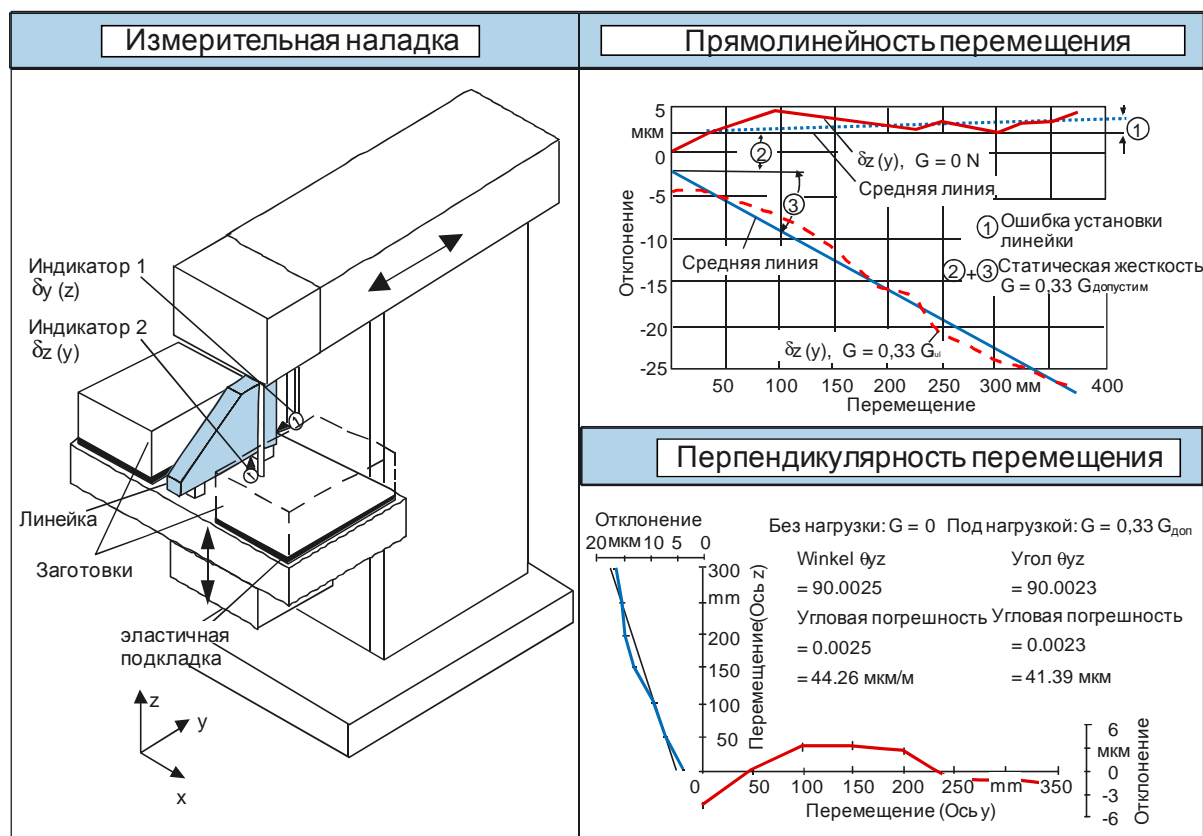 Измерительная наладка
Индикатор 1
δy (z)
Индикатор 2
δz (y)
Линейка
Заготовки
эластичная
подкладка
z
y
x
Прямолинейность перемещения
5
мкм
0
-5
-10
-15
-20
-25
Отклонение
δz (y), G = 0 N
Средняя линия
1
2
3
Средняя линия
1 Ошибка установки
линейки
2+3 Статическая жесткость
G = 0,33 Gдопустим
δz (y), G = 0,33 Gul
50 100 150 200 250 300 мм 400
Перемещение
Перпендикулярность перемещения
Отклонение
20 мкм 10 5 0
300
mm
200
150
100
50
Перемещение(Ось z)
Без нагрузки: G = 0 Под нагрузкой: G = 0,33 Gдоп
Winkel θyz
= 90.0025
Угловая погрешность
= 0.0025
= 44.26 мкм/м
Угол θyz
= 90.0023
Угловая погрешность
= 0.0023
= 41.39 мкм
6
мкм
0
-3
-6
Отклонение
0 50 100 150 200 250 mm 350
Перемещение (Ось y)